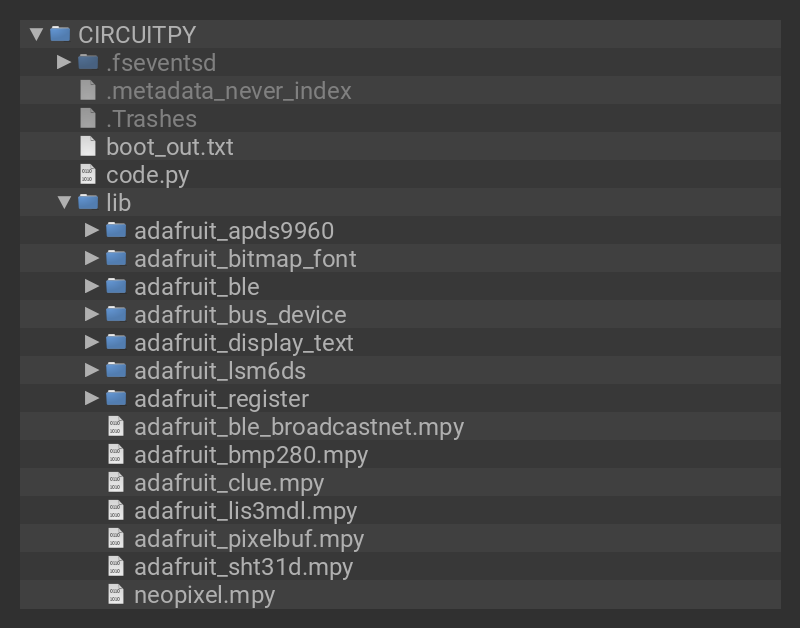 CIRCUITPY
.fseventsd
.metadata_never_index
.Trashes
boot_out.txt
code.py
lib
adafruit_apds9960
adafruit_bitmap_font
adafruit_ble
adafruit_bus_device
adafruit_display_text
adafruit_lsm6ds
adafruit_register
adafruit_ble_broadcastnet.mpy
adafruit_bmp280.mpy
adafruit_clue.mpy
adafruit_lis3mdl.mpy
adafruit_pixelbuf.mpy
adafruit_sht31d.mpy
neopixel.mpy